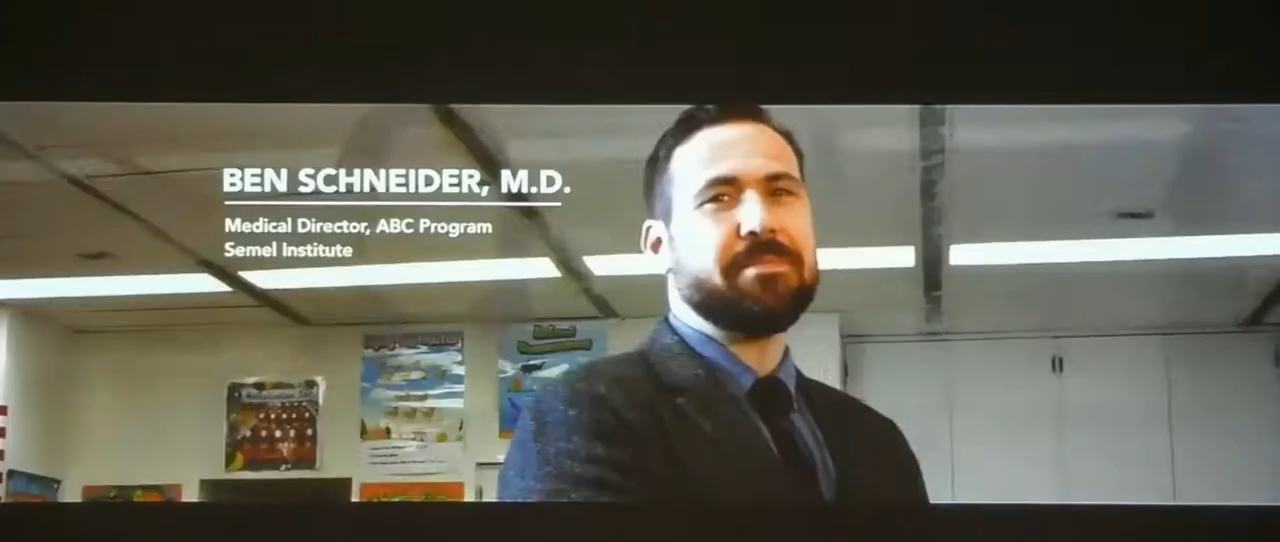 BEN SCHNEIDER, M.D.
Medical Director, ABC Program
Semel Institute